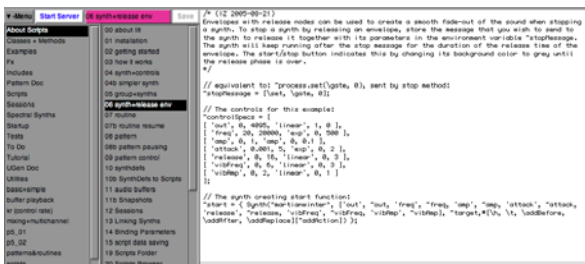 ▼ -Menu Start Server 06 synth+release env Save
About Scripts
Classes + Methods
Examples
Fx
Includes
Pattern Doc
Scripts
Sessions
Spectral Synths
Startup
Tests
To Do
Tutorial
UGen Doc
Utilities
basic+simple
buffer playback
kr (control rate)
mixing+multichannel
p5_01
p5_02
patterns&routines
00 about lilt
01 installation
02 getting started
03 how it works
04 synth+controls
04b simpler synth
05 group+synths
06 synth+release env
07 routine
07b routine resume
08 pattern
08b pattern pausing
09 pattern control
10 synthdefs
10b SynthDefs to Scripts
11 audio buffers
11b Snapshots
12 Sessions
13 Linking Synths
14 Binding Parameters
15 script data saving
19 Scripts Folder
/* (IZ 2005-08-21)
Envelopes with release nodes can be used to create a smooth fade-out of the sound when stopping
a synth. To stop a synth by releasing an envelope, store the message that you wish to send to
the synth to release it together with its parameters in the environment variable ~stopMessage.
The synth will keep running after the stop message for the duration of the release time of the
envelope. The start/stop button indicates this by changing its background color to grey until
the release phase is over.
*/
// equivalent to: ~process.set(\gate, 0), sent by stop method:
~stopMessage = [\set, \gate, 0];
// The controls for this example:
~controlSpecs = [
[ 'out', 0, 4095, 'linear', 1, 0 ],
[ 'freq', 20, 20000, 'exp', 0, 500 ],
[ 'amp', 0, 1, 'amp', 0, 0.1 ],
[ 'attack', 0.001, 5, 'exp', 0, 2 ],
[ 'release', 0, 16, 'linear', 0, 3 ],
[ 'vibFreq', 0, 6, 'linear', 0, 3 ],
[ 'vibAmp', 0, 2, 'linear', 0, 1 ]
];
// The synth creating start function:
~start = { Synth("martianwinter", ['out', ~out, 'freq', ~freq, 'amp', ~amp, 'attack', ~attack,
'release', ~release, 'vibFreq', ~vibFreq, 'vibAmp', ~vibAmp], ~target,*[\h, \t, \addBefore,
\addAfter, \addReplace][~addAction]) };